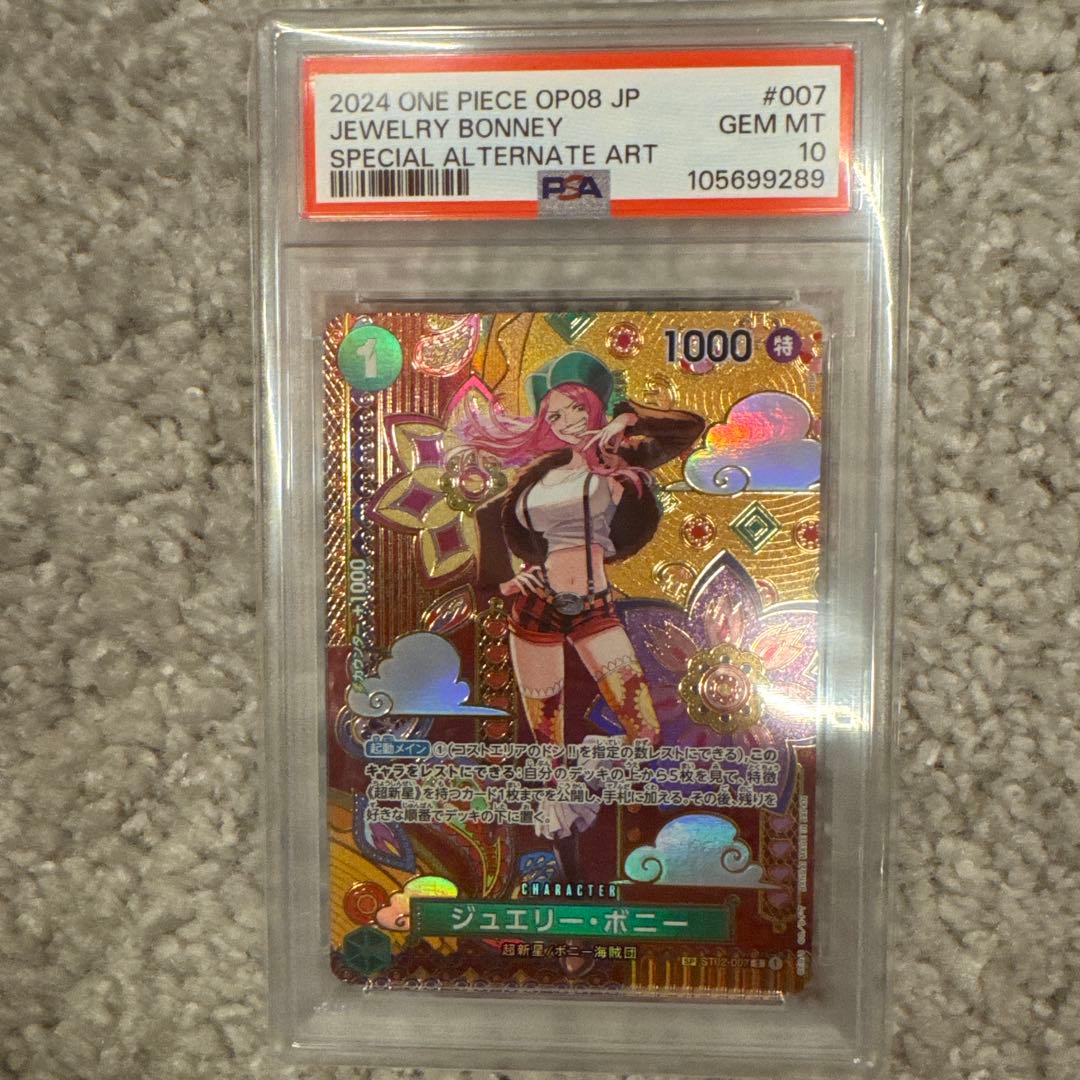 2024 ONE PIECE OP08 JP #007
JEWELRY BONNEY GEM MT
SPECIAL ALTERNATE ART 10
PSA 105699289
1 1000 特
カウンター +1000
起動メイン ①(コストエリアのドン!!を指定の数レストにできる),この
キャラをレストにできる:自分のデッキの上から5枚を見て、特徴
《超新星》を持つカード1枚までを公開し、手札に加える。その後、残りを
好きな順番でデッキの下に置く。
CHARACTER
ジュエリー・ボニー
超新星/ボニー海賊団
SP ST02-007 1